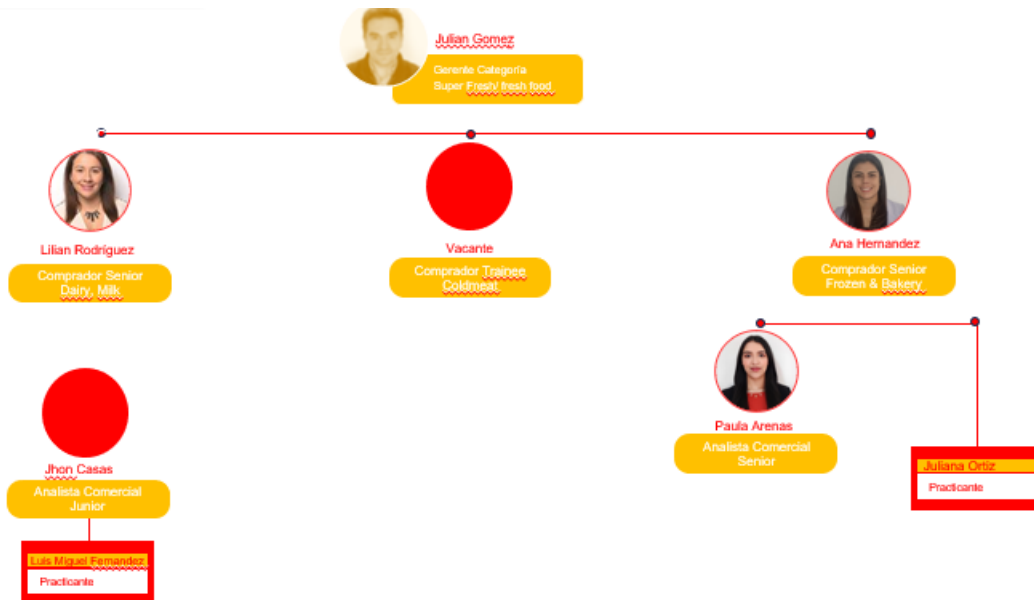 Julian Gomez
Gerente Categoría
Super Fresh/ fresh food
Lilian Rodríguez
Comprador Senior
Dairy, Milk
Vacante
Comprador Trainee
Coldmeat
Ana Hernandez
Comprador Senior
Frozen & Bakery
Paula Arenas
Analista Comercial
Senior
Juliana Ortiz
Practicante
Jhon Casas
Analista Comercial
Junior
Luis Miguel Fernandez
Practicante